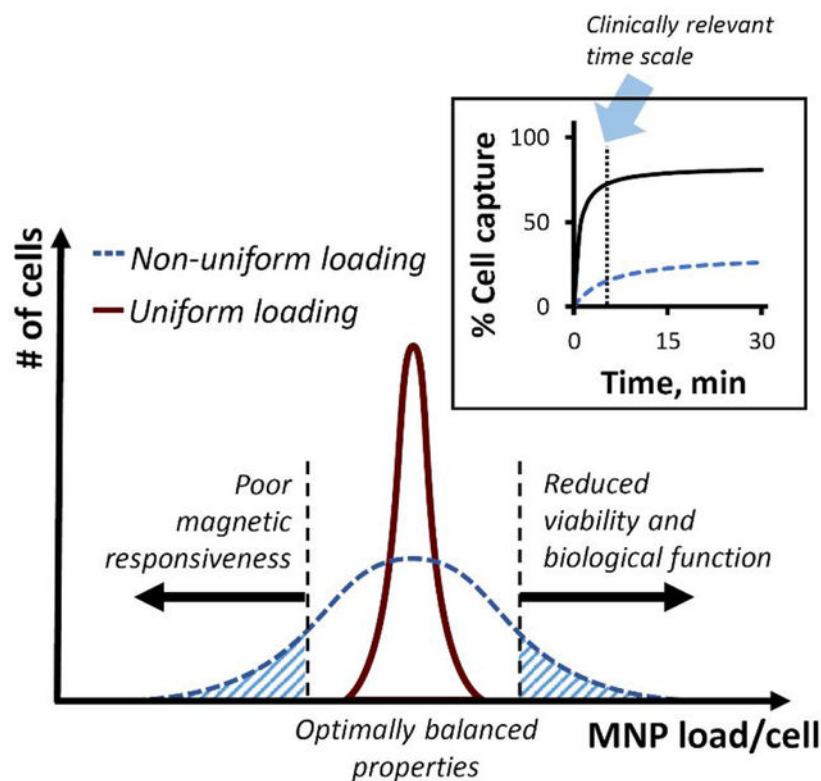 Clinically relevant
time scale
100
50
0
% Cell capture
0 15 30
Time, min
# of cells
Non-uniform loading
Uniform loading
Poor
magnetic
responsiveness
Reduced
viability and
biological function
Optimally balanced
properties
MNP load/cell